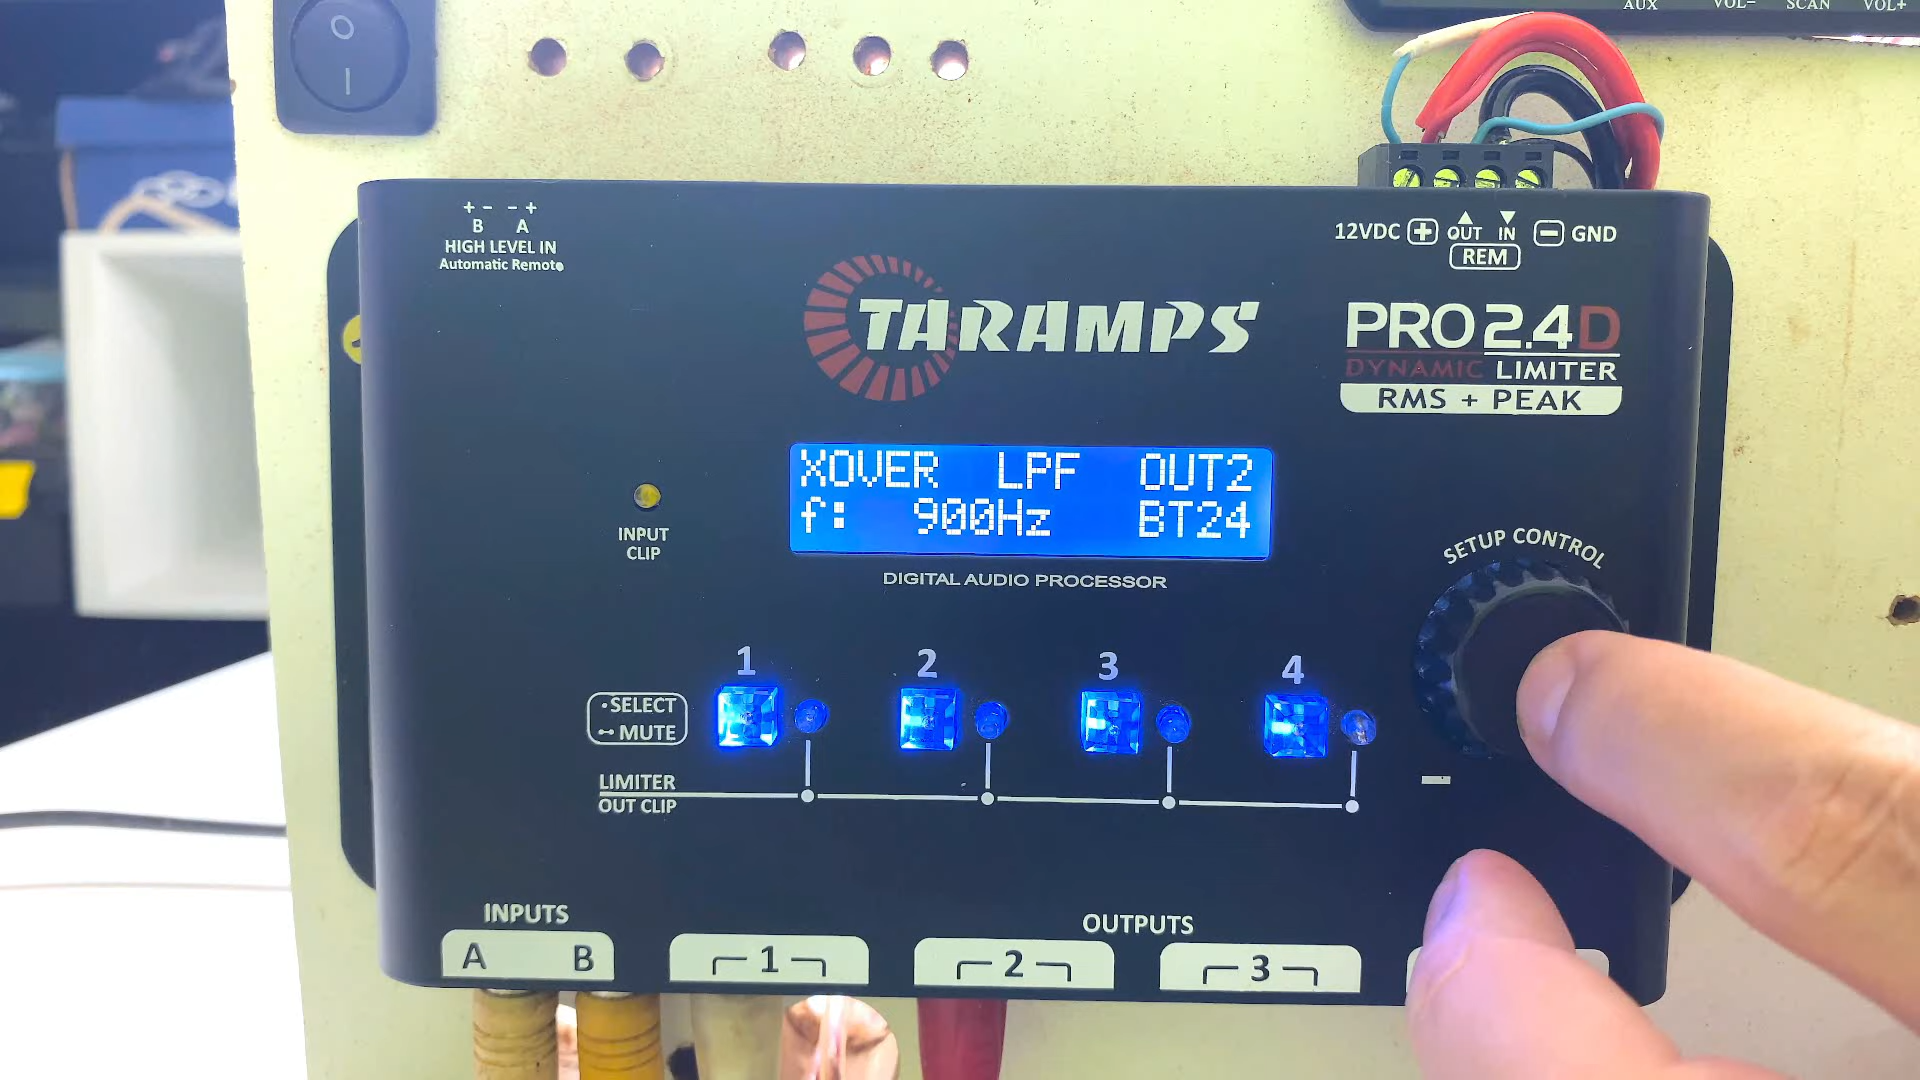 O
I
AUX VOL- SCAN VOL+
+ - - +
B A
HIGH LEVEL IN
Automatic Remote
12VDC + OUT IN - GND
REM
TARAMPS
PRO 2.4D
DYNAMIC LIMITER
RMS + PEAK
XOVER LPF OUT2
f: 900Hz BT24
INPUT
CLIP
DIGITAL AUDIO PROCESSOR
SETUP CONTROL
1 2 3 4
SELECT
MUTE
LIMITER
OUT CLIP
-
INPUTS
A B
OUTPUTS
1 2 3